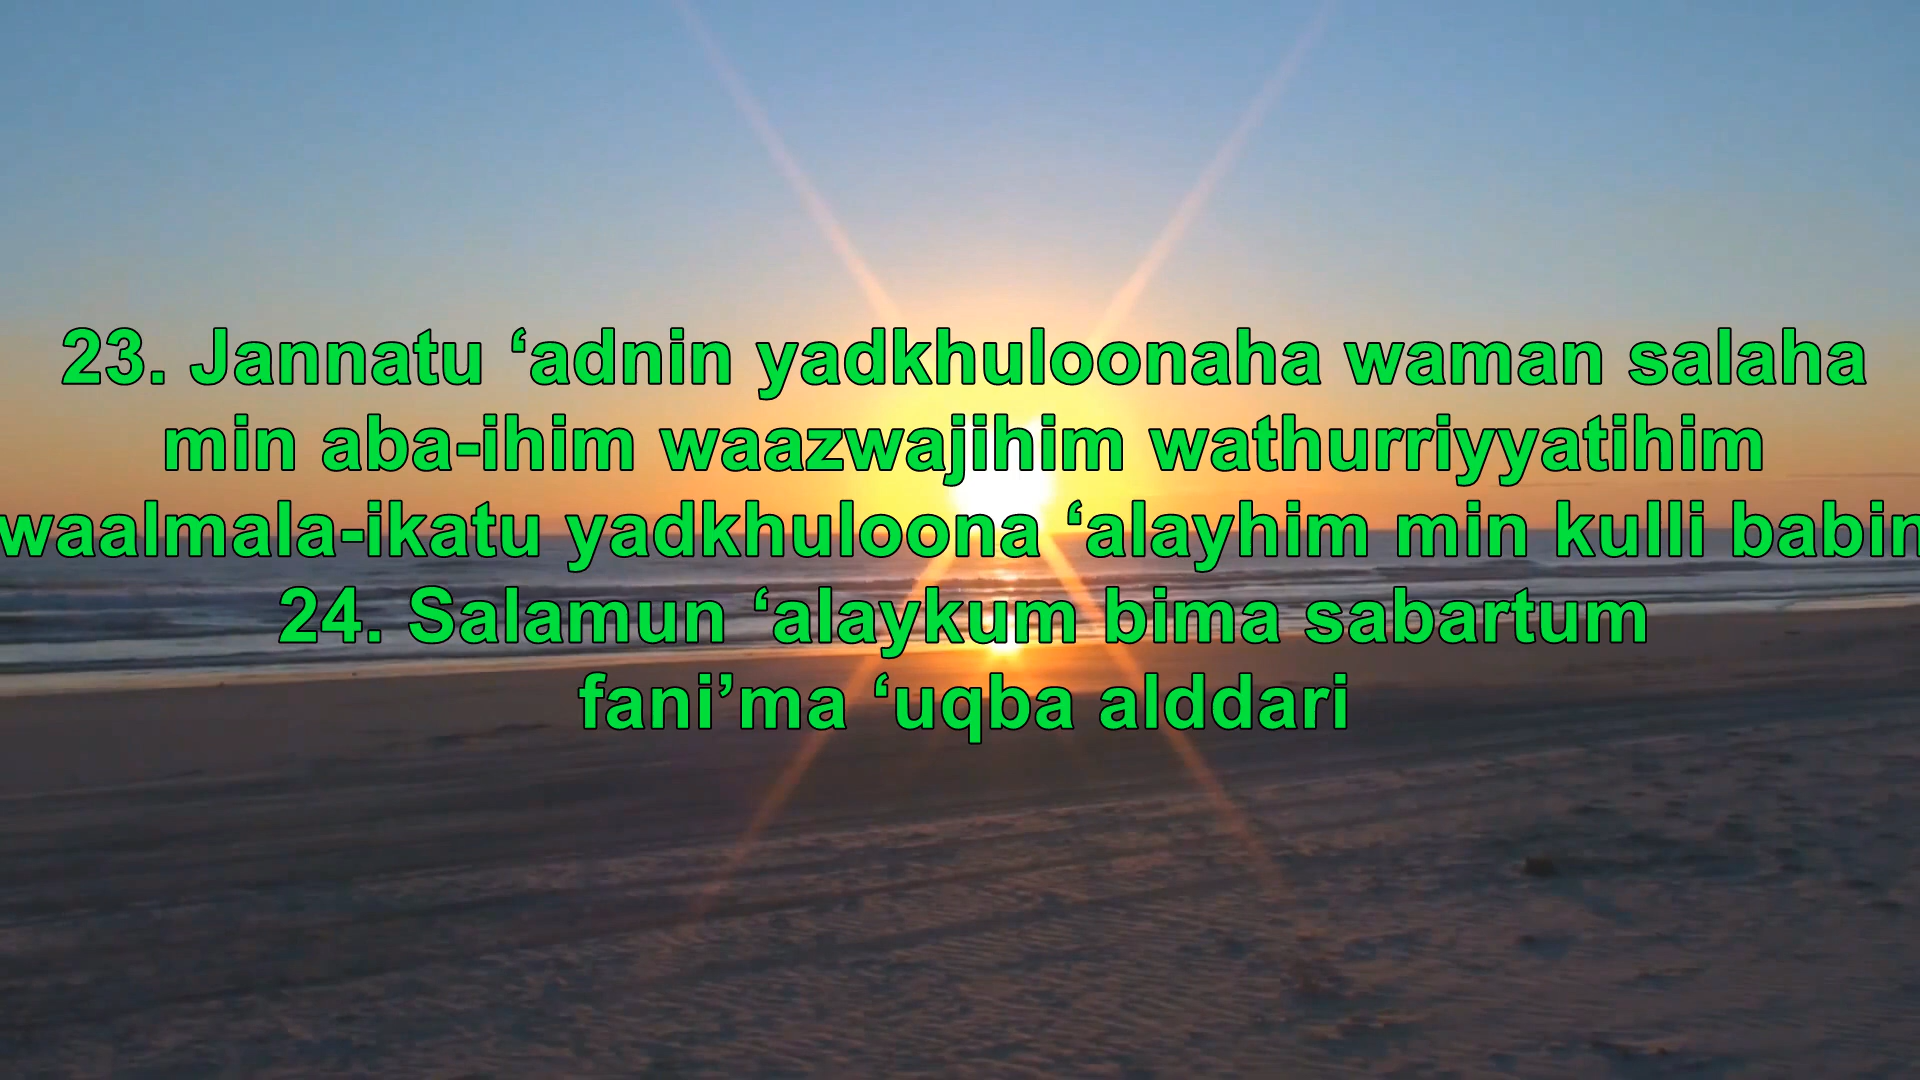 23. Jannatu ‘adnin yadkhuloonaha waman salaha
min aba-ihim waazwajihim wathurriyyatihim
waalmala-ikatu yadkhuloona ‘alayhim min kulli babin
24. Salamun ‘alaykum bima sabartum
fani’ma ‘uqba alddari